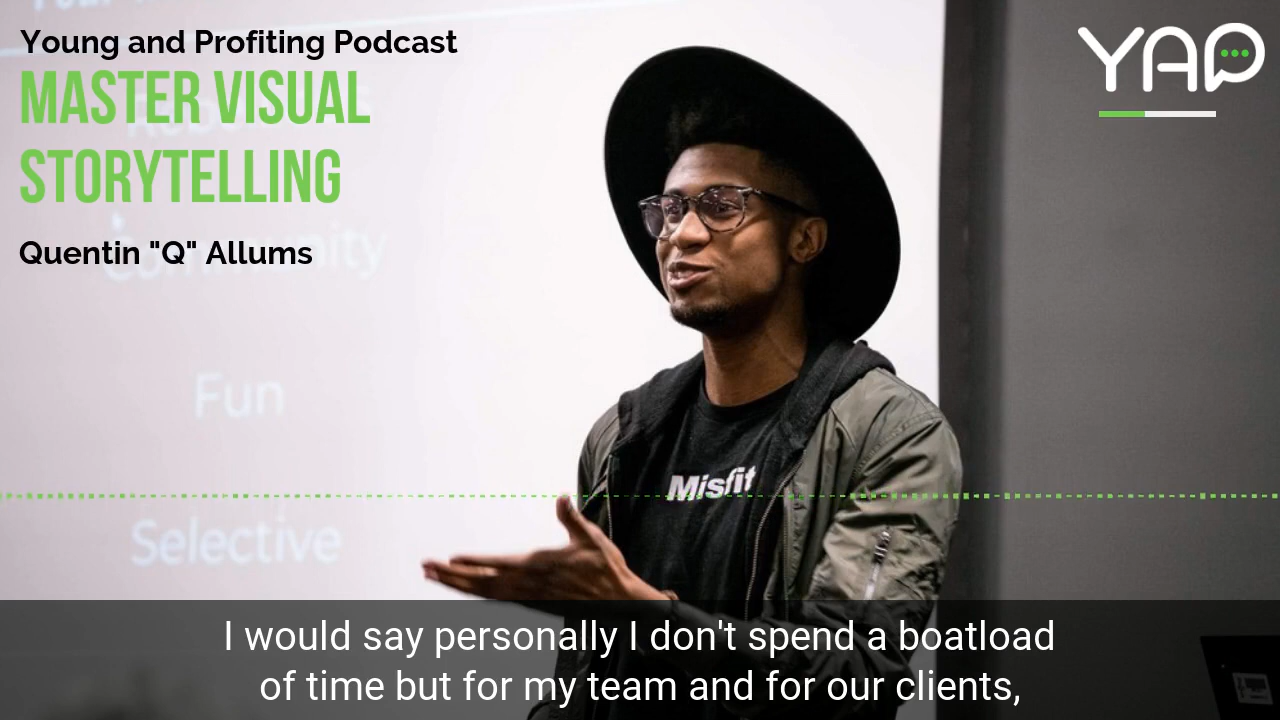 Young and Profiting Podcast
MASTER VISUAL
STORYTELLING
Quentin "Q" Allums
YAP
Community
Fun
Selective
Misfit
I would say personally I don't spend a boatload
of time but for my team and for our clients,